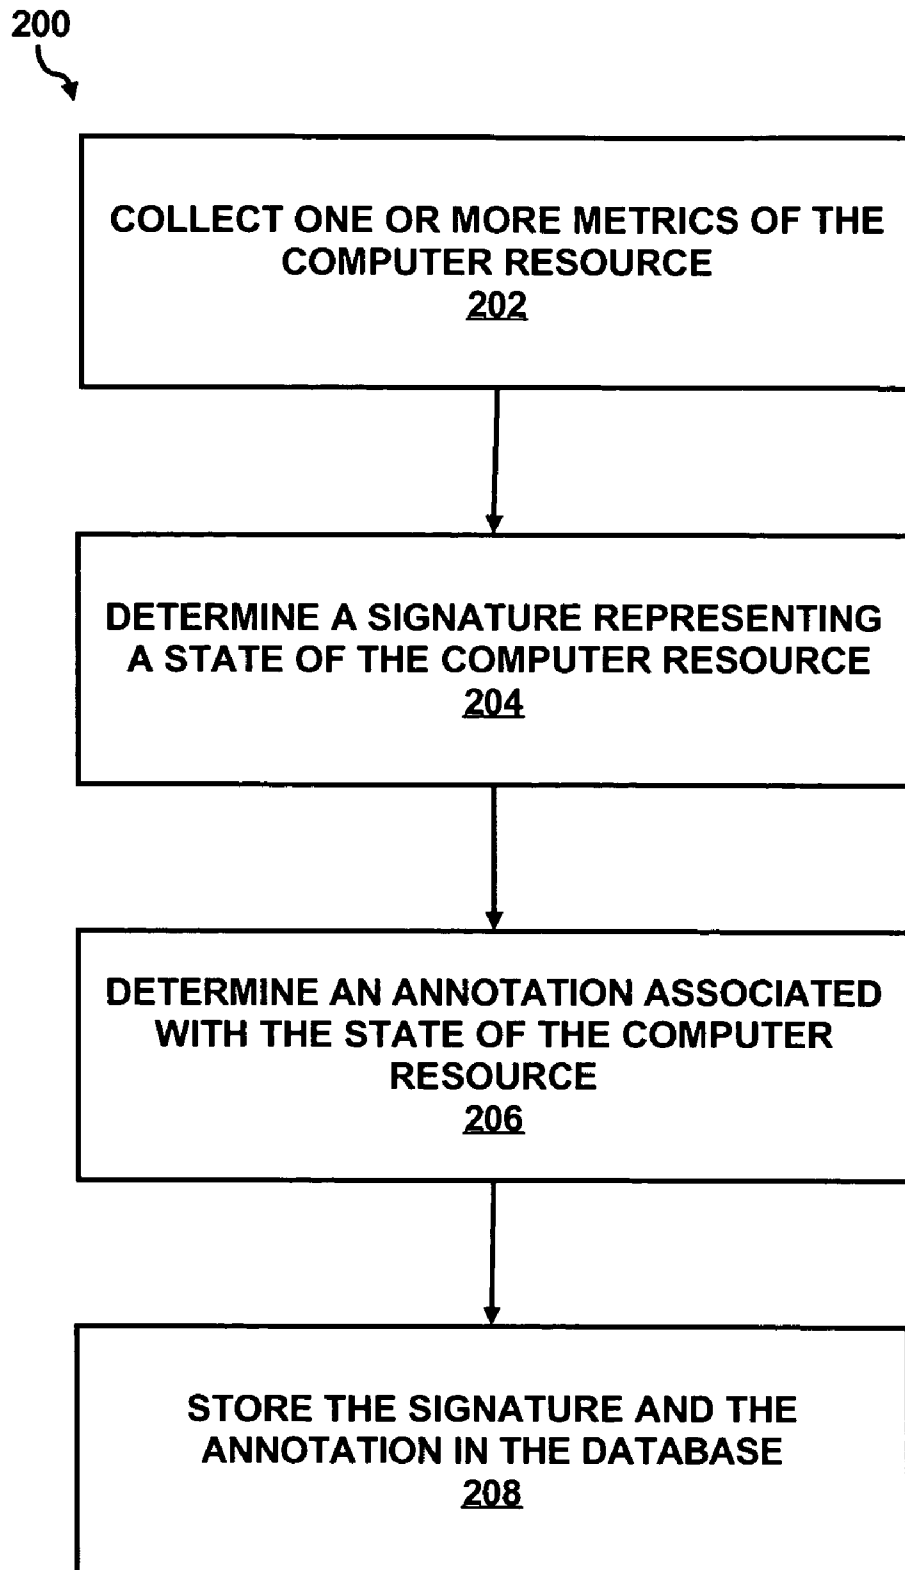 200
COLLECT ONE OR MORE METRICS OF THE
COMPUTER RESOURCE
202
DETERMINE A SIGNATURE REPRESENTING
A STATE OF THE COMPUTER RESOURCE
204
DETERMINE AN ANNOTATION ASSOCIATED
WITH THE STATE OF THE COMPUTER
RESOURCE
206
STORE THE SIGNATURE AND THE
ANNOTATION IN THE DATABASE
208